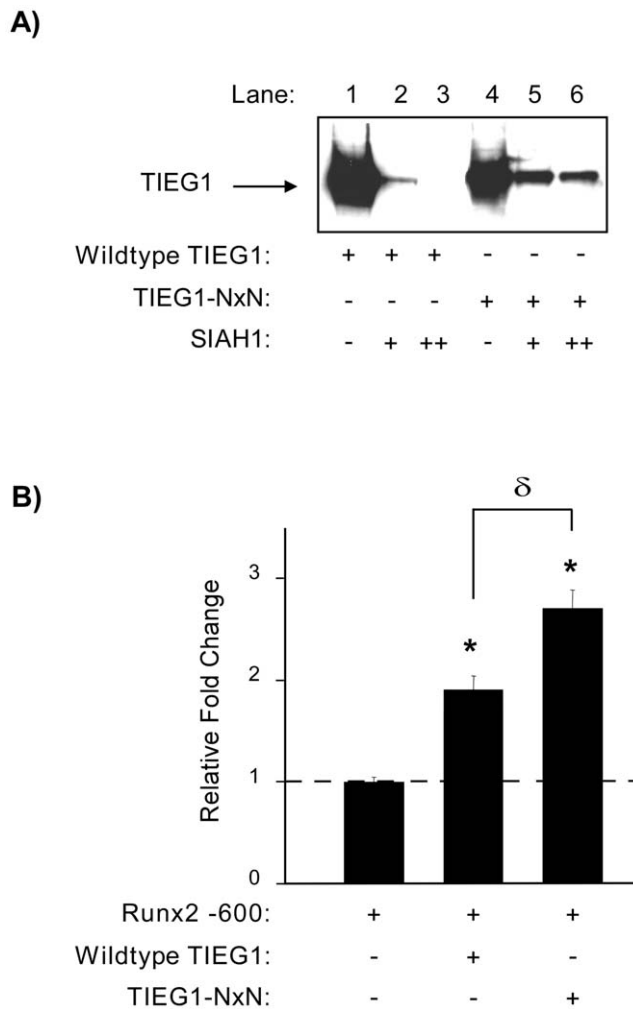 A)
Lane: 1 2 3 4 5 6
TIEG1
Wildtype TIEG1: + + + - - -
TIEG1-NxN: - - - + + +
SIAH1: - + ++ - + ++
B)
δ
Relative Fold Change
3
2
1
0
*
*
Runx2 -600: + + +
Wildtype TIEG1: - + -
TIEG1-NxN: - - +